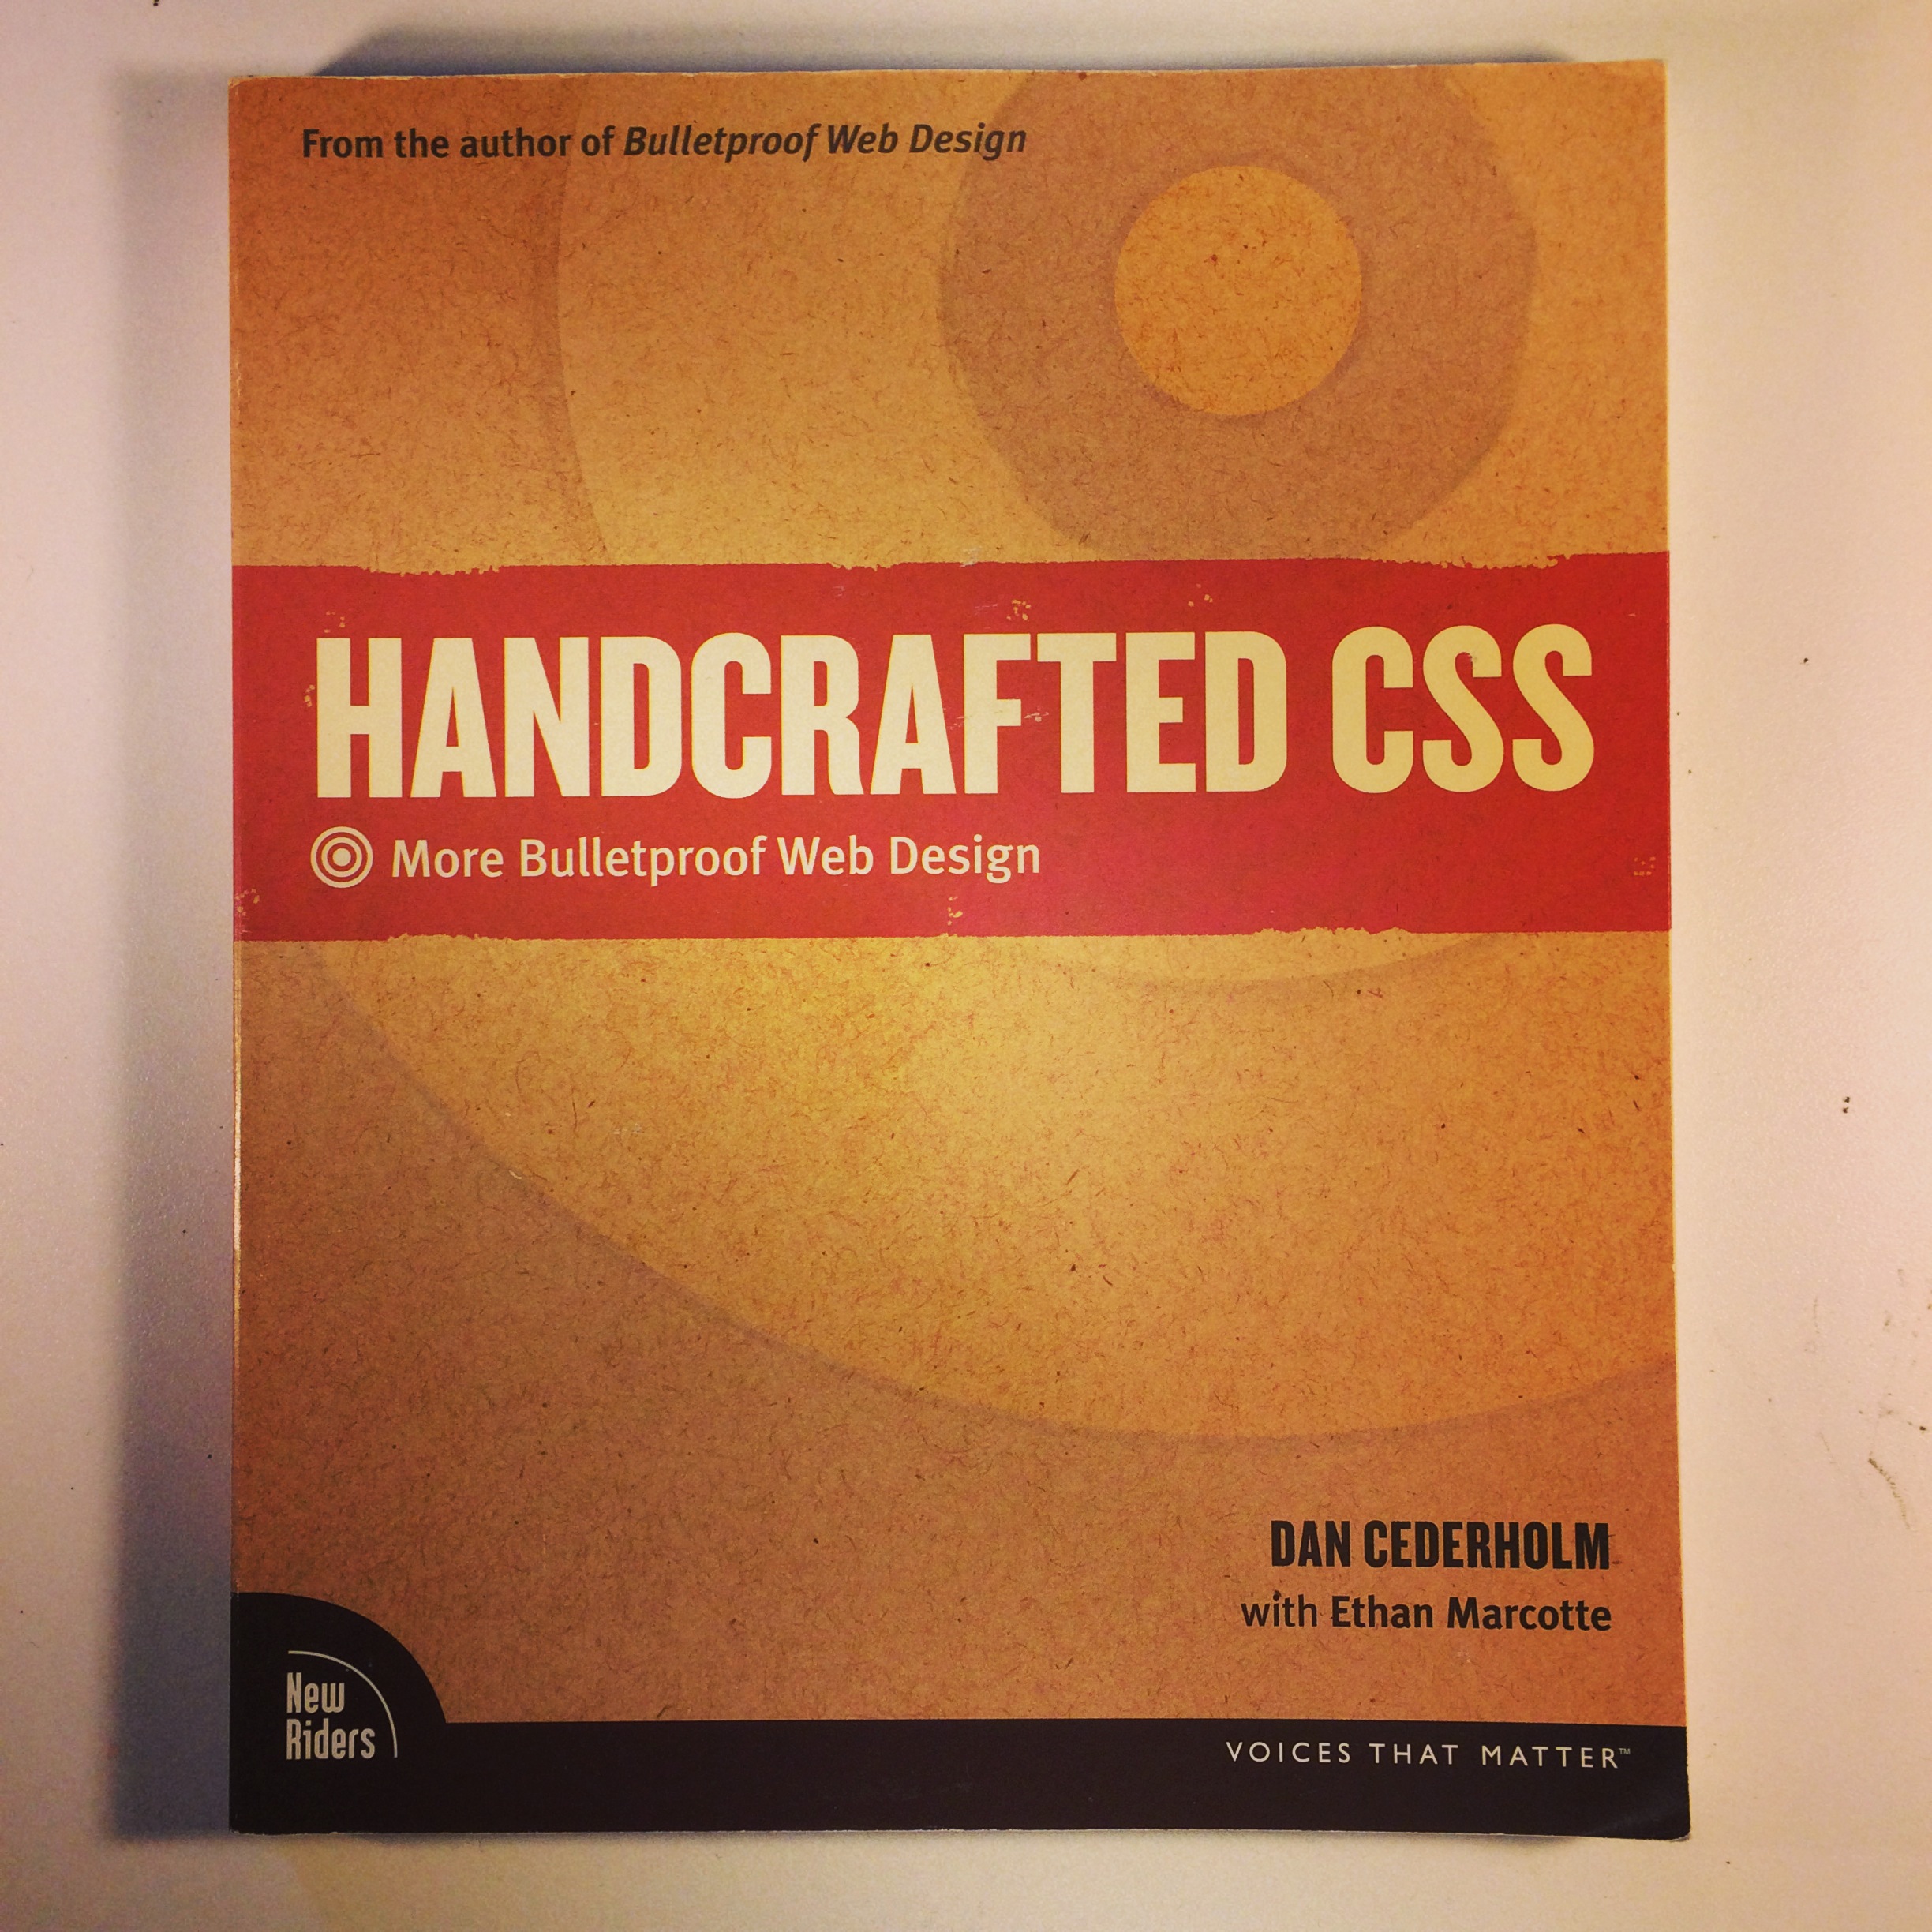 From the author of Bulletproof Web Design
HANDCRAFTED CSS
More Bulletproof Web Design
DAN CEDERHOLM
with Ethan Marcotte
New
Riders
VOICES THAT MATTER™